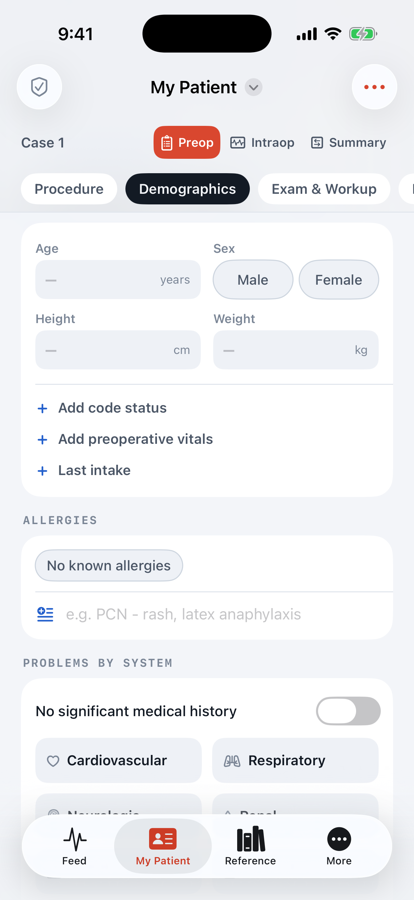 9:41
My Patient
Case 1
Preop
Intraop
Summary
Procedure
Demographics
Exam & Workup
Age
Sex
— years
Male
Female
Height
Weight
— cm
— kg
+ Add code status
+ Add preoperative vitals
+ Last intake
ALLERGIES
No known allergies
e.g. PCN - rash, latex anaphylaxis
PROBLEMS BY SYSTEM
No significant medical history
Cardiovascular
Respiratory
Feed
My Patient
Reference
More